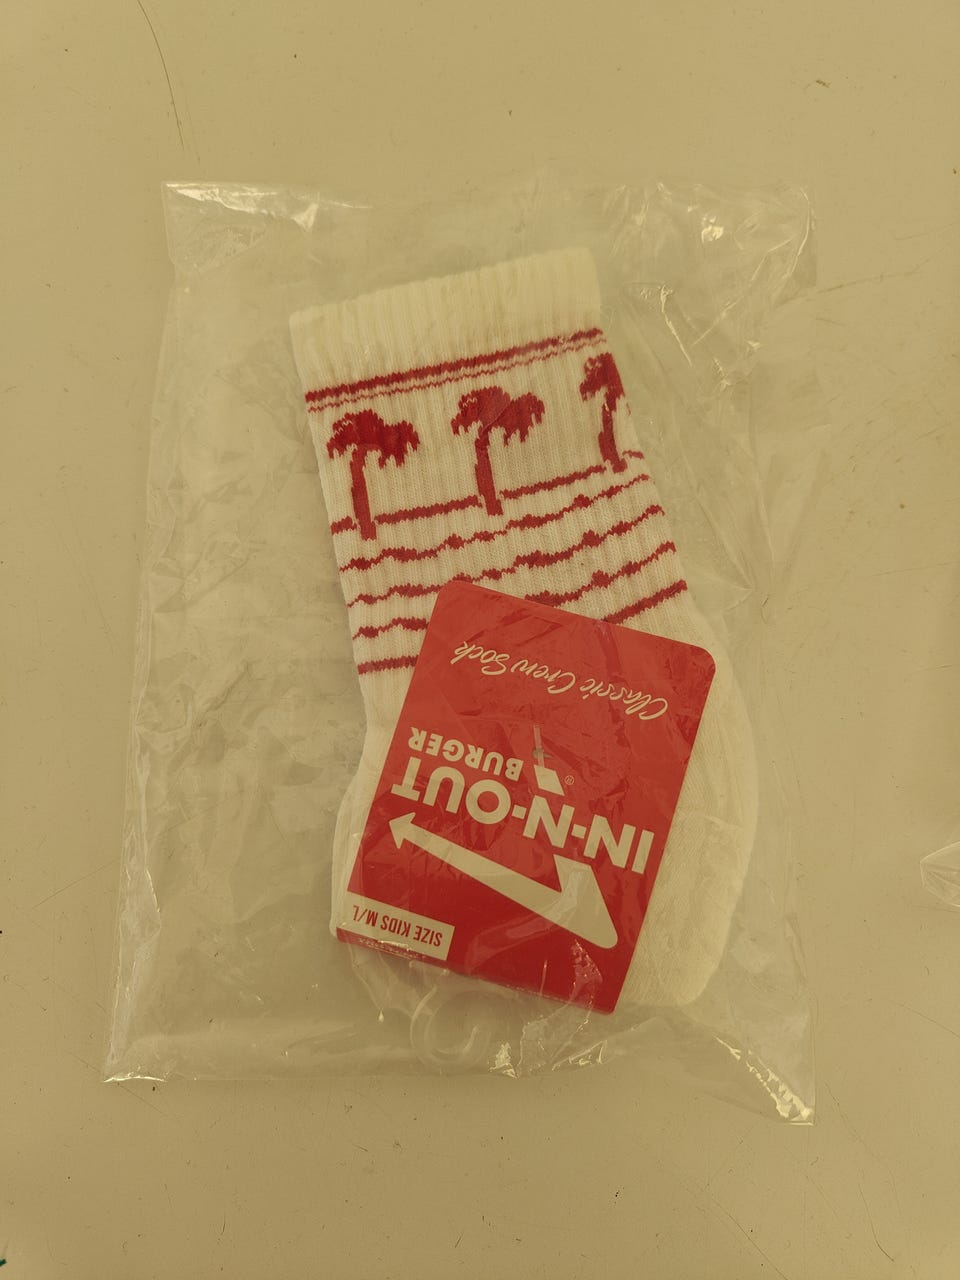 SIZE KIDS M/L
IN-N-OUT
BURGER
®
Classic Crew Sock